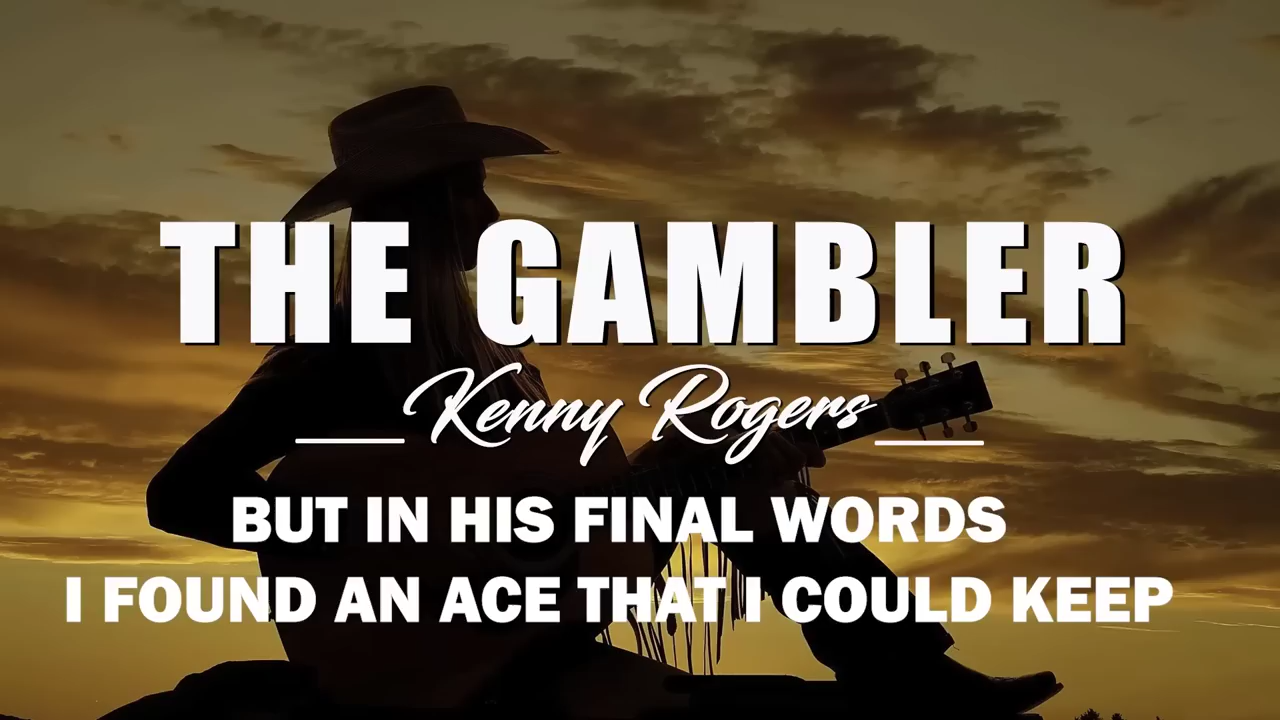 THE GAMBLER
Kenny Rogers
BUT IN HIS FINAL WORDS
I FOUND AN ACE THAT I COULD KEEP